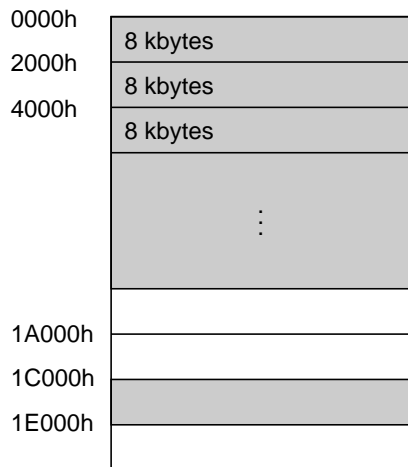 0000h
8 kbytes
2000h
8 kbytes
4000h
8 kbytes
⋮
1A000h
1C000h
1E000h